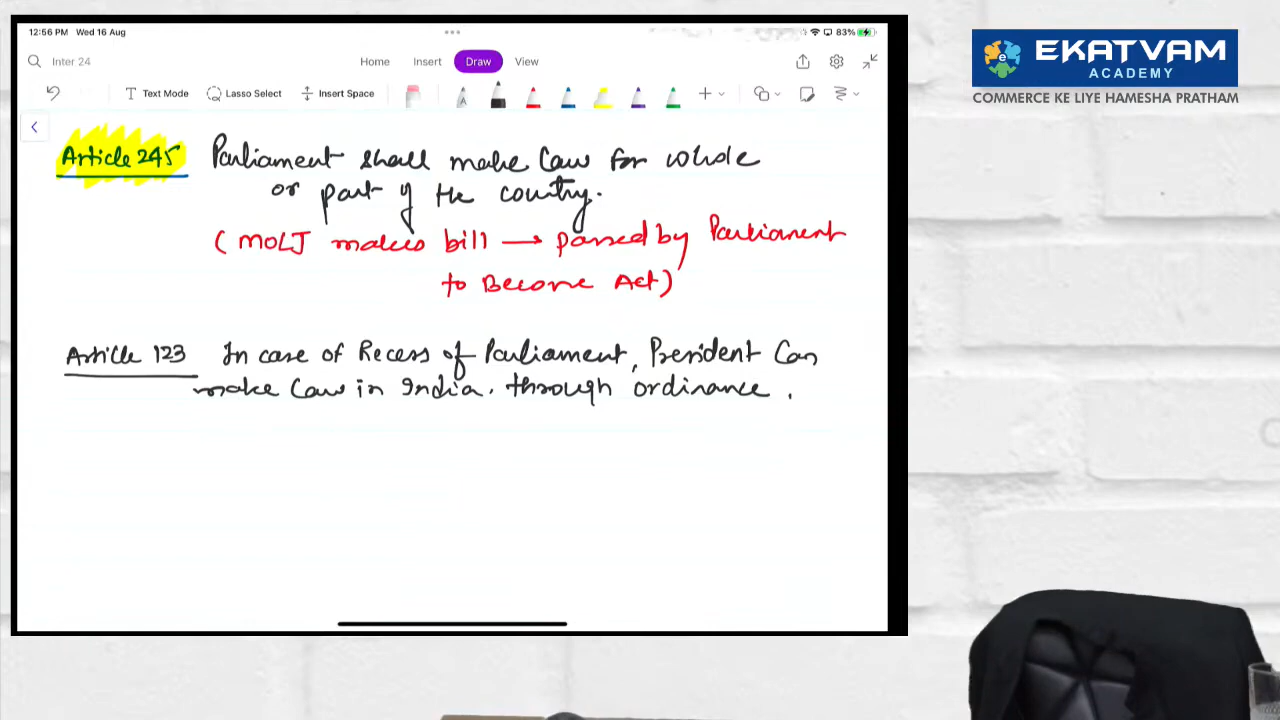 12:56 PM Wed 16 Aug
83%
Inter 24
Home Insert Draw View
Text Mode Lasso Select Insert Space
Article 245 Parliament shall make law for whole
or part of the country.
(MOLJ makes bill → passed by Parliament
to Become Act)
Article 123 In case of Recess of Parliament, President Can
make Law in India. through ordinance.
EKATVAM
ACADEMY
COMMERCE KE LIYE HAMESHA PRATHAM